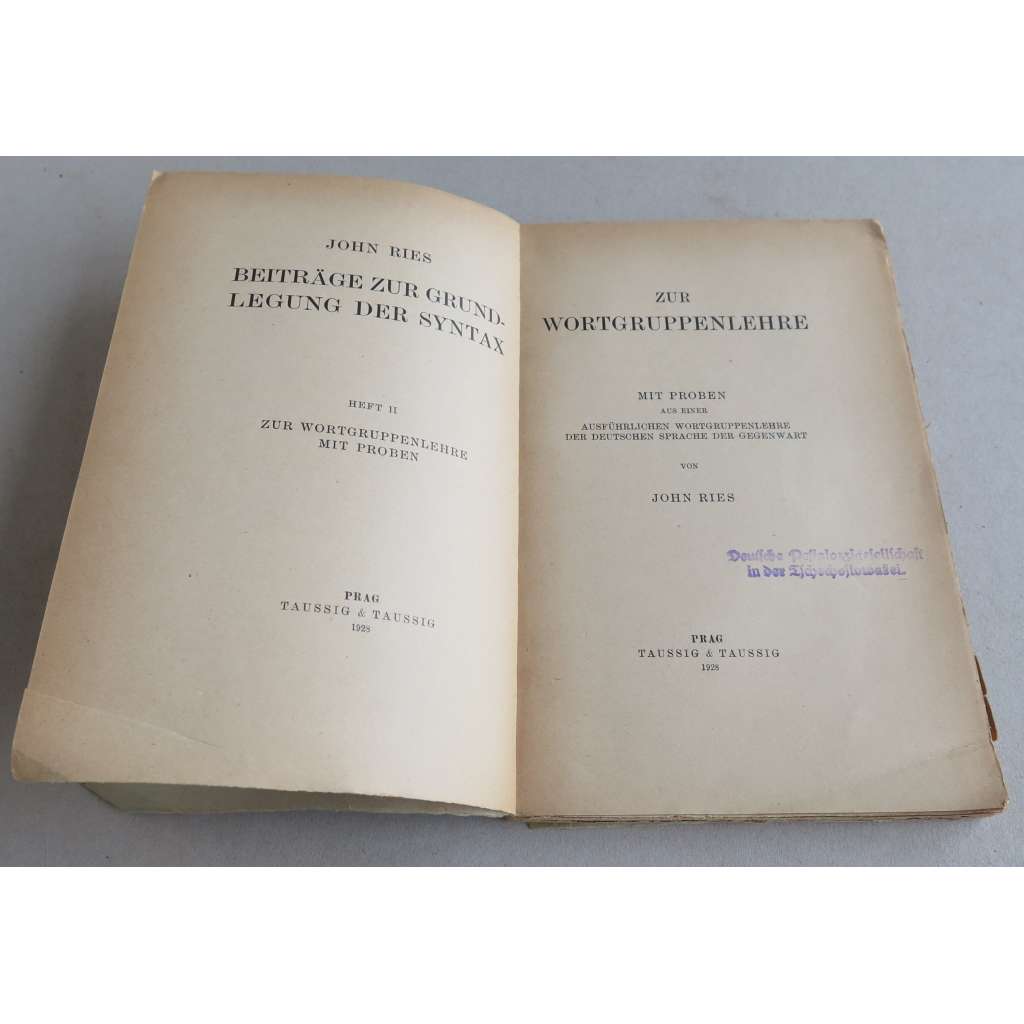 JOHN RIES
BEITRÄGE ZUR GRUND-
LEGUNG DER SYNTAX
HEFT II
ZUR WORTGRUPPENLEHRE
MIT PROBEN
PRAG
TAUSSIG & TAUSSIG
1928
ZUR
WORTGRUPPENLEHRE
MIT PROBEN
AUS EINER
AUSFÜHRLICHEN WORTGRUPPENLEHRE
DER DEUTSCHEN SPRACHE DER GEGENWART
VON
JOHN RIES
Deutsche Pestalozzigesellschaft
in der Tschechoslowakei.
PRAG
TAUSSIG & TAUSSIG
1928